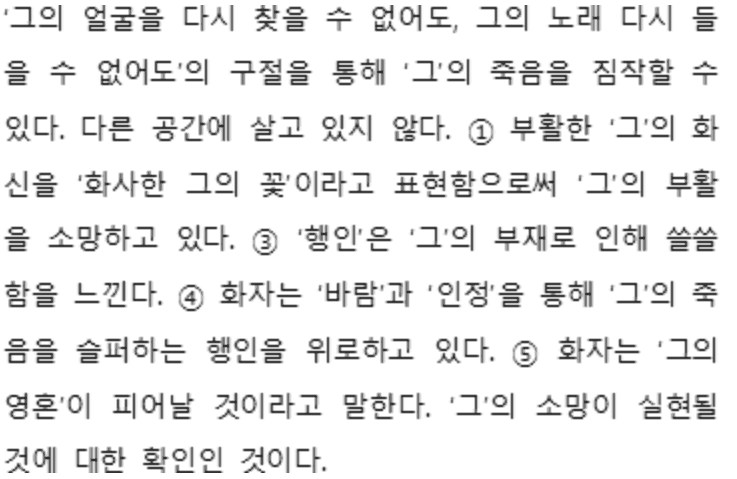 ‘그의 얼굴을 다시 찾을 수 없어도, 그의 노래 다시 들
을 수 없어도’의 구절을 통해 ‘그’의 죽음을 짐작할 수
있다. 다른 공간에 살고 있지 않다. ① 부활한 ‘그’의 화
신을 ‘화사한 그의 꽃’이라고 표현함으로써 ‘그’의 부활
을 소망하고 있다. ③ ‘행인’은 ‘그’의 부재로 인해 쓸쓸
함을 느낀다. ④ 화자는 ‘바람’과 ‘인정’을 통해 ‘그’의 죽
음을 슬퍼하는 행인을 위로하고 있다. ⑤ 화자는 ‘그의
영혼’이 피어날 것이라고 말한다. ‘그’의 소망이 실현될
것에 대한 확인인 것이다.